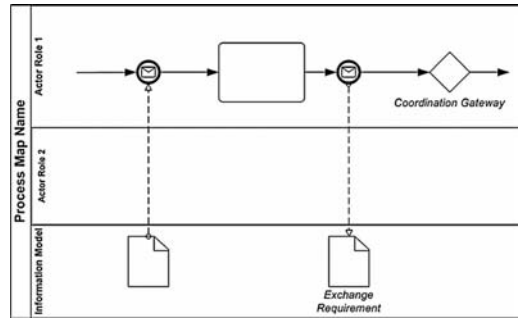 Process Map Name
Actor Role 1
Coordination Gateway
Actor Role 2
Information Model
Exchange
Requirement